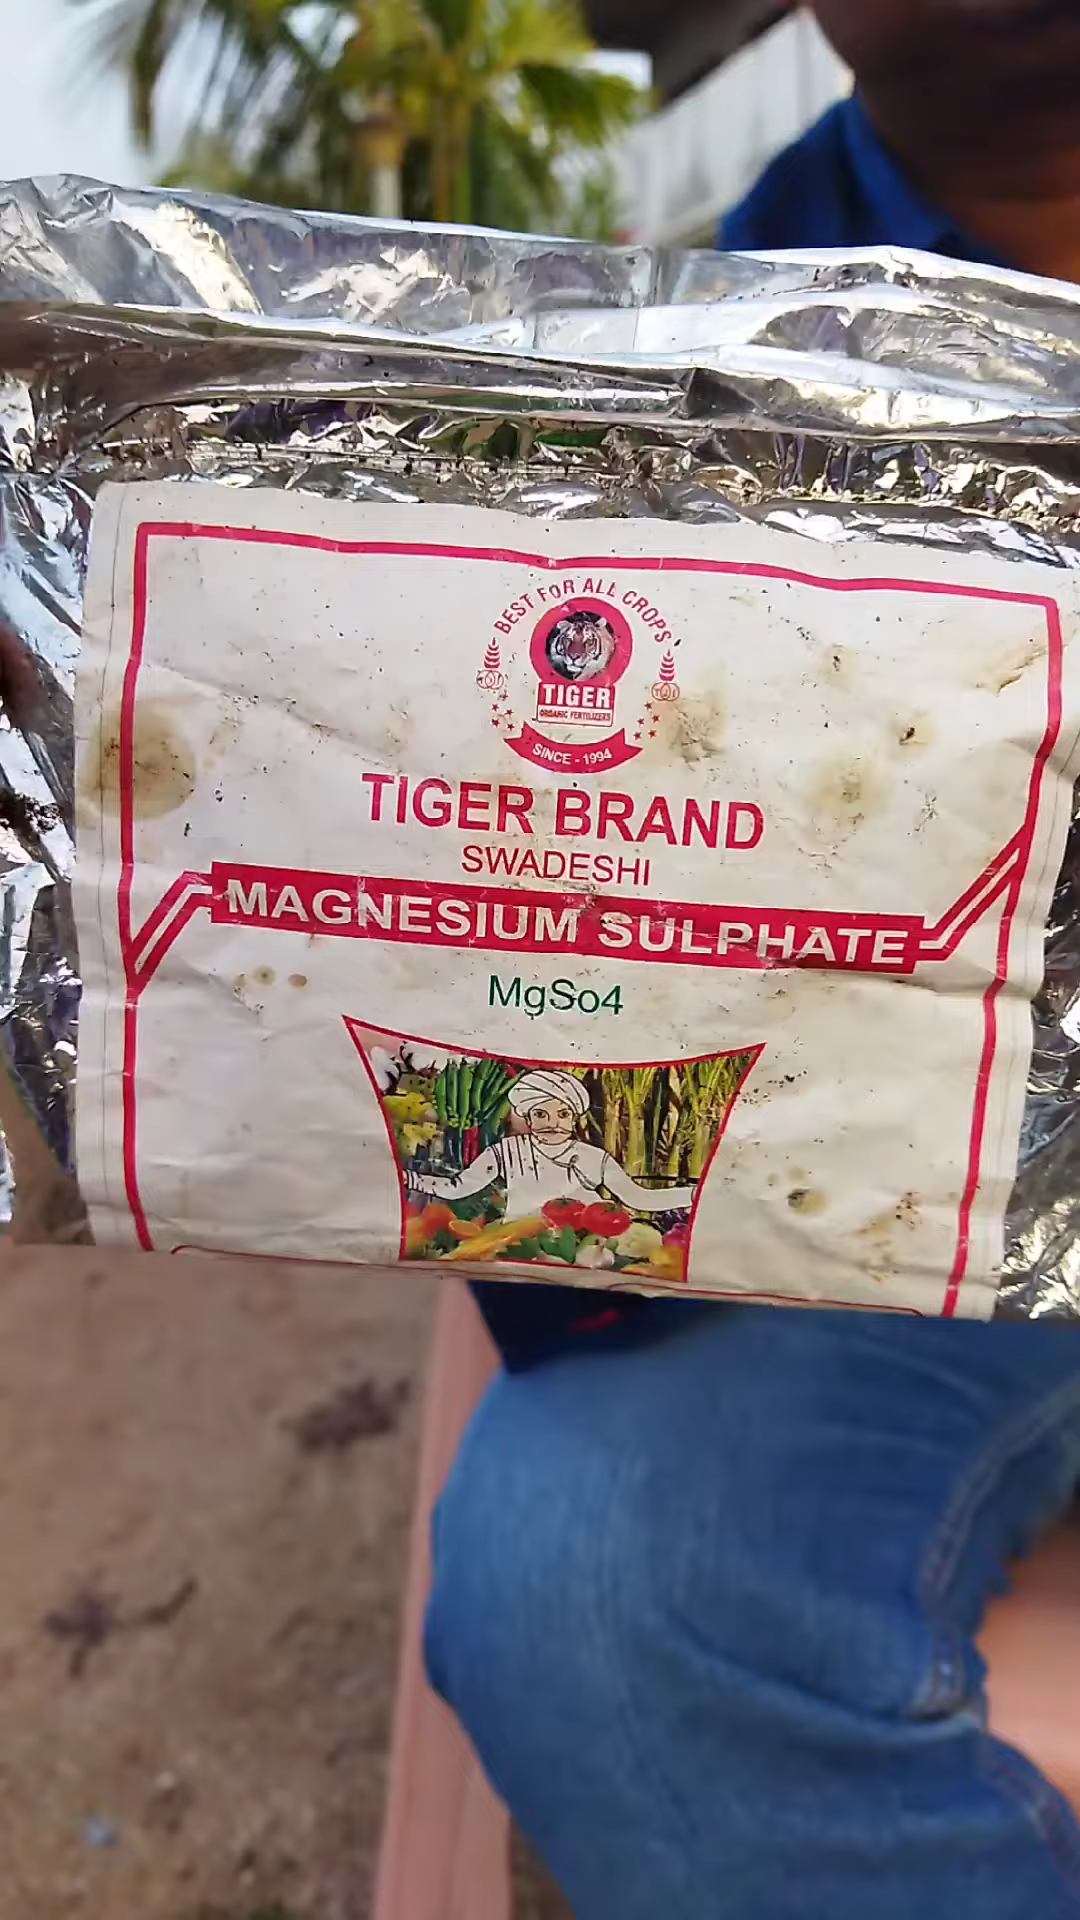 BEST FOR ALL CROPS
TIGER
ORGANIC FERTILIZERS
SINCE - 1994
TIGER BRAND
SWADESHI
MAGNESIUM SULPHATE
MgSo4